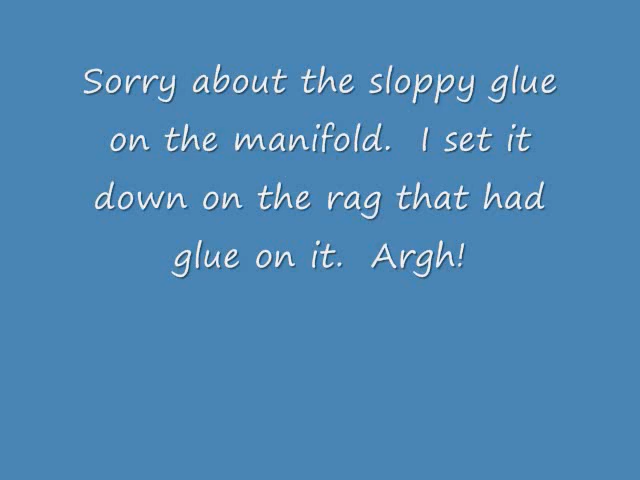 Sorry about the sloppy glue
on the manifold.  I set it
down on the rag that had
glue on it.  Argh!